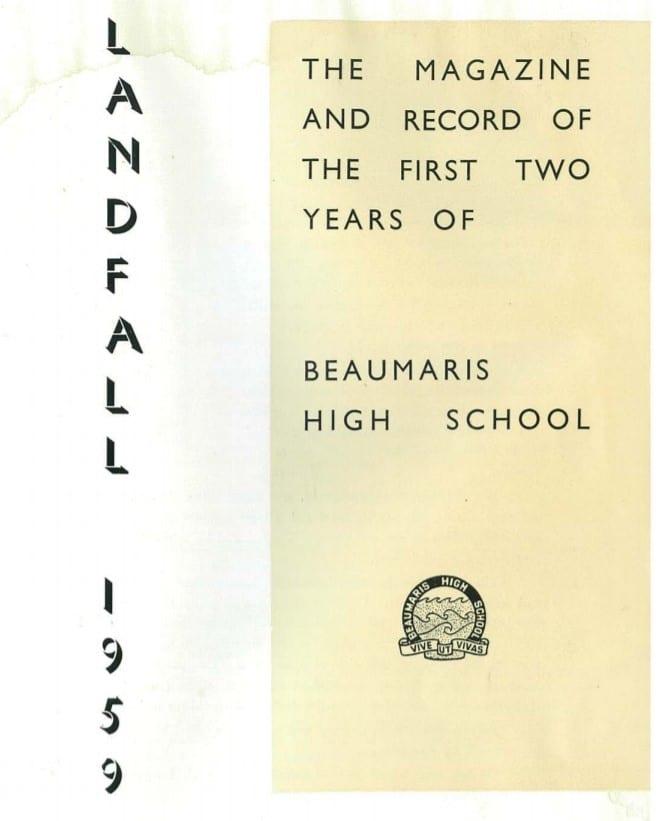 LANDFALL 1959
THE MAGAZINE
AND RECORD OF
THE FIRST TWO
YEARS OF
BEAUMARIS
HIGH SCHOOL
BEAUMARIS HIGH SCHOOL
VIVE UT VIVAS